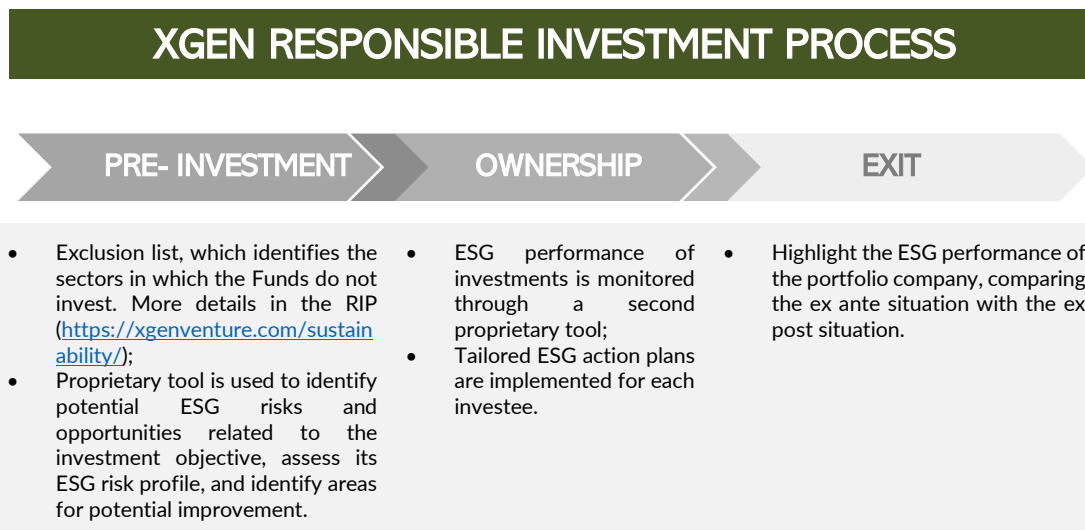 XGEN RESPONSIBLE INVESTMENT PROCESS
PRE- INVESTMENT
OWNERSHIP
EXIT
• Exclusion list, which identifies the
sectors in which the Funds do not
invest. More details in the RIP
(https://xgenventure.com/sustain
ability/);
• Proprietary tool is used to identify
potential ESG risks and
opportunities related to the
investment objective, assess its
ESG risk profile, and identify areas
for potential improvement.
• ESG performance of
investments is monitored
through a second
proprietary tool;
• Tailored ESG action plans
are implemented for each
investee.
• Highlight the ESG performance of
the portfolio company, comparing
the ex ante situation with the ex
post situation.